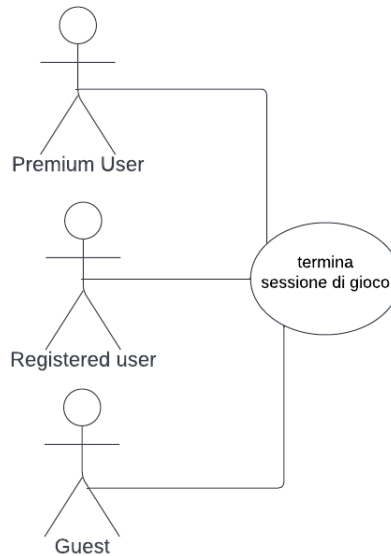 Premium User
termina
sessione di gioco
Registered user
Guest